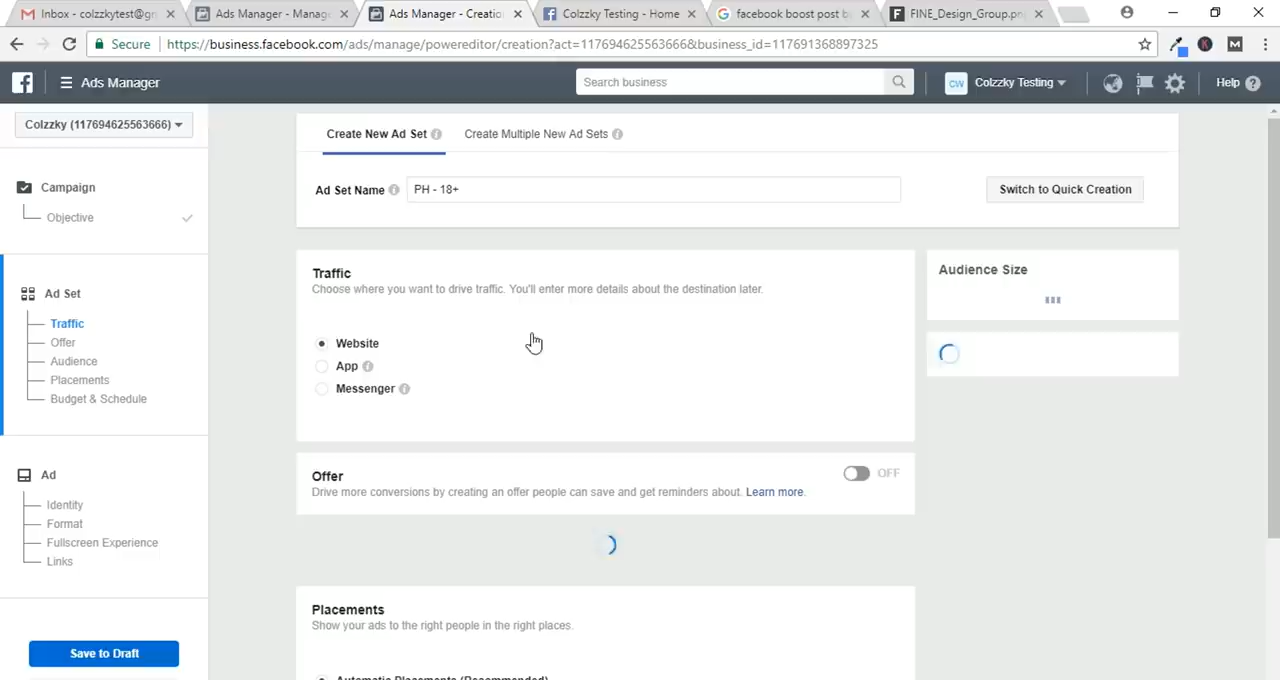 Inbox - colzzkytest@gn
Ads Manager - Manag
Ads Manager - Creatio
Colzzky Testing - Home
facebook boost post b
FINE_Design_Group.pn
Secure
https://business.facebook.com/ads/manage/powereditor/creation?act=117694625563666&business_id=117691368897325
Ads Manager
Search business
CW
Colzzky Testing
Help
Colzzky (117694625563666)
Create New Ad Set
Create Multiple New Ad Sets
Ad Set Name
PH - 18+
Switch to Quick Creation
Campaign
Objective
Ad Set
Traffic
Offer
Audience
Placements
Budget & Schedule
Ad
Identity
Format
Fullscreen Experience
Links
Save to Draft
Traffic
Choose where you want to drive traffic. You'll enter more details about the destination later.
Website
App
Messenger
Offer
OFF
Drive more conversions by creating an offer people can save and get reminders about. Learn more.
Placements
Show your ads to the right people in the right places.
Automatic Placements (Recommended)
Audience Size